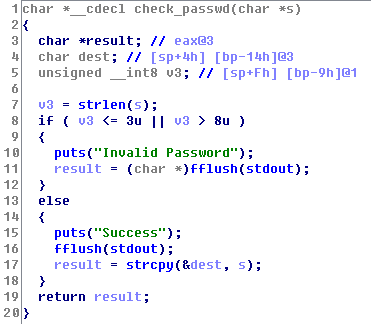 1 char *__cdecl check_passwd(char *s)
2 {
3   char *result; // eax@3
4   char dest; // [sp+4h] [bp-14h]@3
5   unsigned __int8 v3; // [sp+Fh] [bp-9h]@1
6
7   v3 = strlen(s);
8   if ( v3 <= 3u || v3 > 8u )
9   {
10     puts("Invalid Password");
11     result = (char *)fflush(stdout);
12   }
13   else
14   {
15     puts("Success");
16     fflush(stdout);
17     result = strcpy(&dest, s);
18   }
19   return result;
20 }